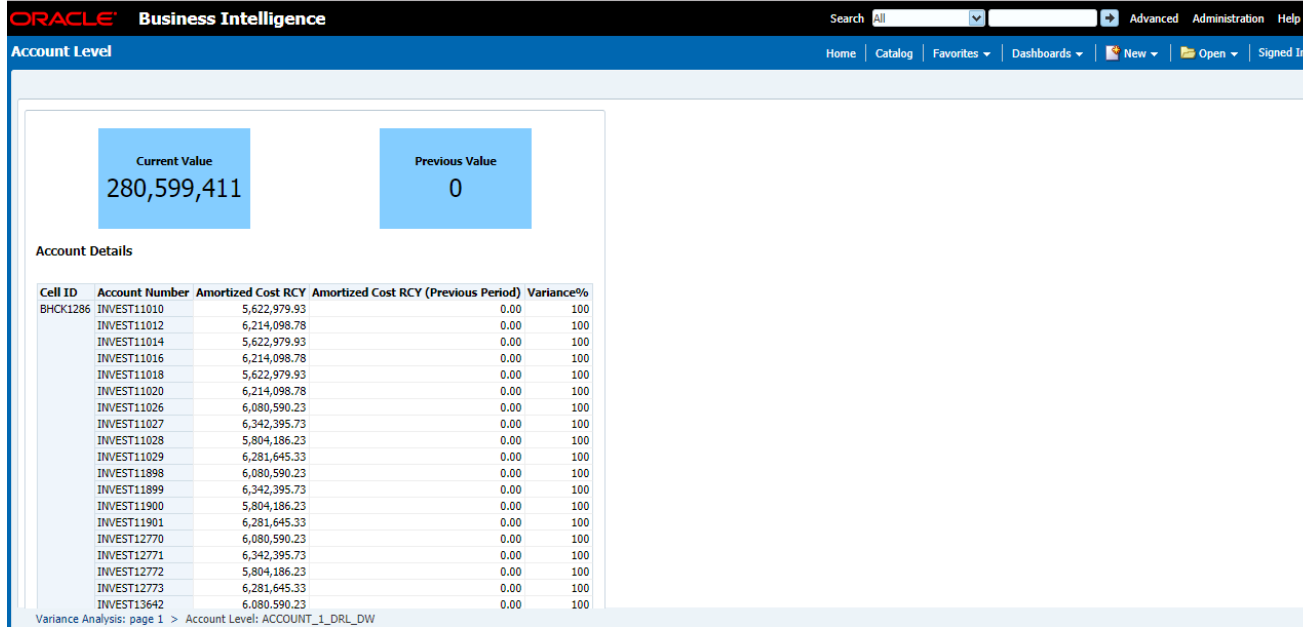 ORACLE Business Intelligence Search All Advanced Administration Help
Account Level Home Catalog Favorites Dashboards New Open Signed In
Current Value Previous Value
280,599,411 0
Account Details
Cell ID Account Number Amortized Cost RCY Amortized Cost RCY (Previous Period) Variance%
BHCK1286 INVEST11010 5,622,979.93 0.00 100
INVEST11012 6,214,098.78 0.00 100
INVEST11014 5,622,979.93 0.00 100
INVEST11016 6,214,098.78 0.00 100
INVEST11018 5,622,979.93 0.00 100
INVEST11020 6,214,098.78 0.00 100
INVEST11026 6,080,590.23 0.00 100
INVEST11027 6,342,395.73 0.00 100
INVEST11028 5,804,186.23 0.00 100
INVEST11029 6,281,645.33 0.00 100
INVEST11898 6,080,590.23 0.00 100
INVEST11899 6,342,395.73 0.00 100
INVEST11900 5,804,186.23 0.00 100
INVEST11901 6,281,645.33 0.00 100
INVEST12770 6,080,590.23 0.00 100
INVEST12771 6,342,395.73 0.00 100
INVEST12772 5,804,186.23 0.00 100
INVEST12773 6,281,645.33 0.00 100
INVEST13642 6,080,590.23 0.00 100
Variance Analysis: page 1 > Account Level: ACCOUNT_1_DRL_DW